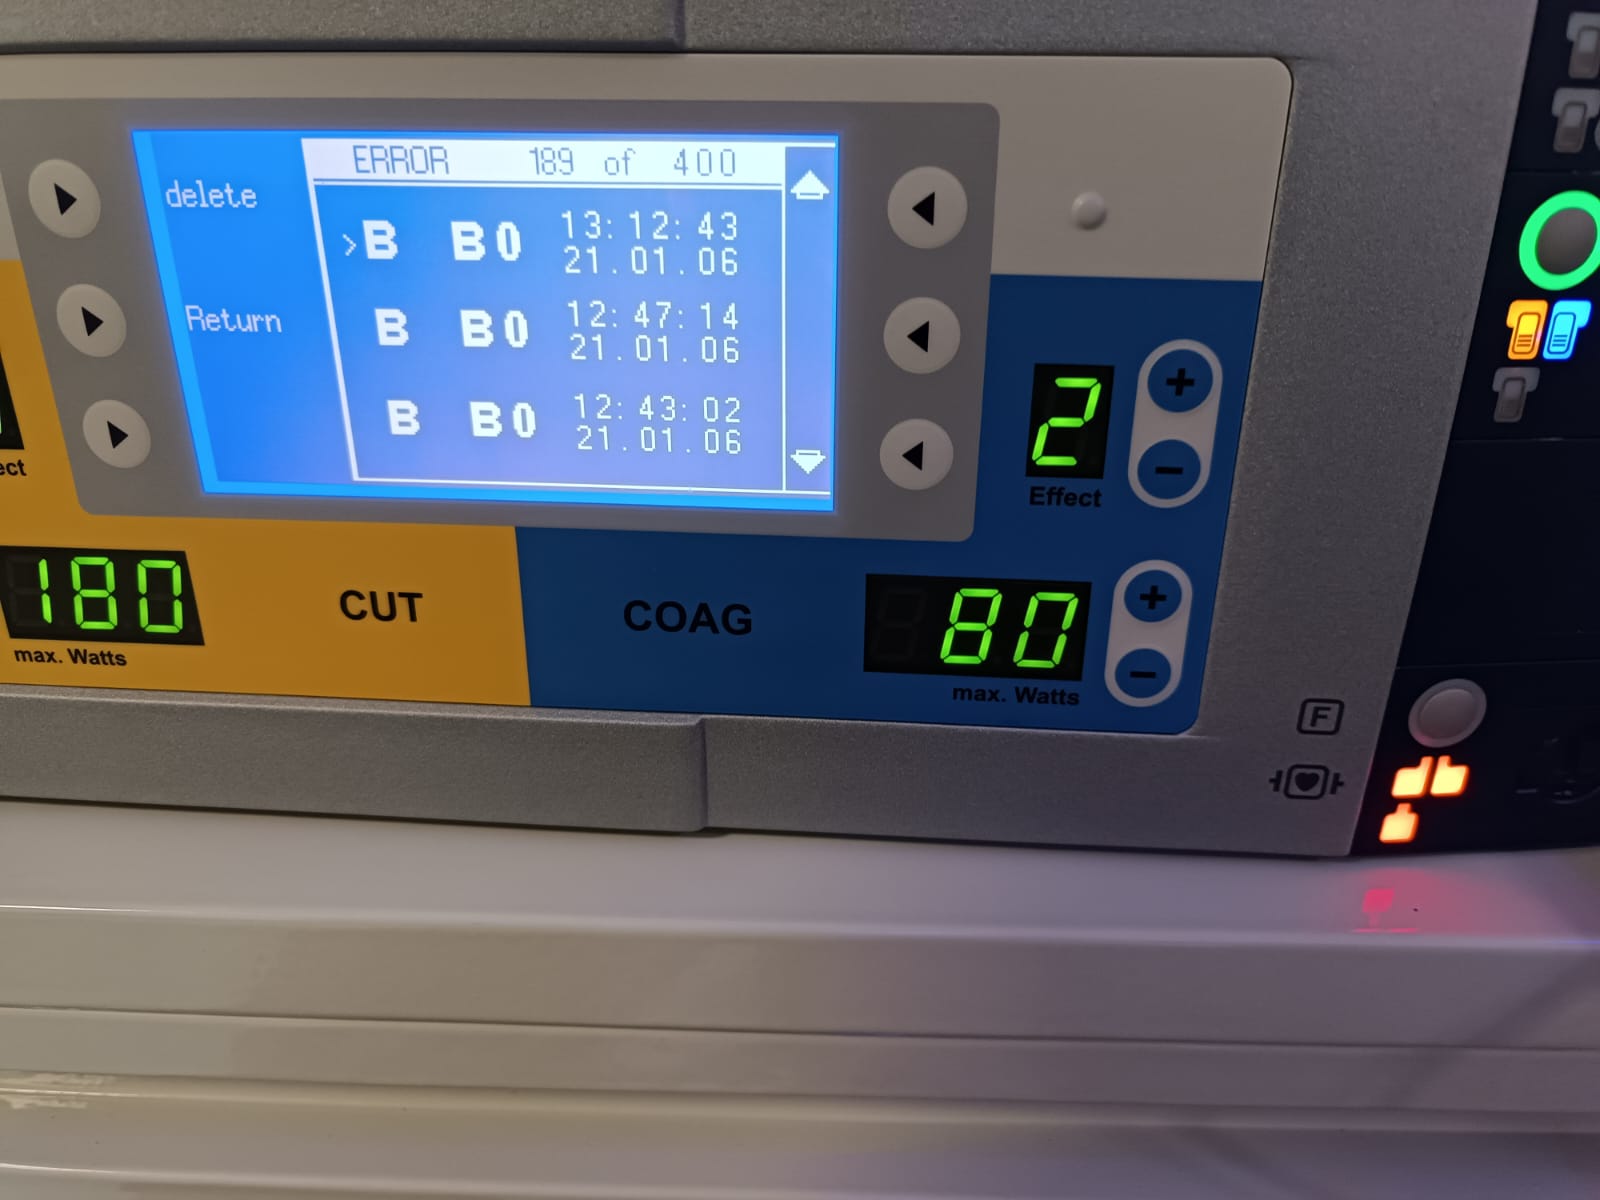 ERROR 189 of 400
delete
>B B0 13:12:43
21.01.06
Return
B B0 12:47:14
21.01.06
B B0 12:43:02
21.01.06
2
Effect
ect
180
max. Watts
CUT
COAG
80
max. Watts
F